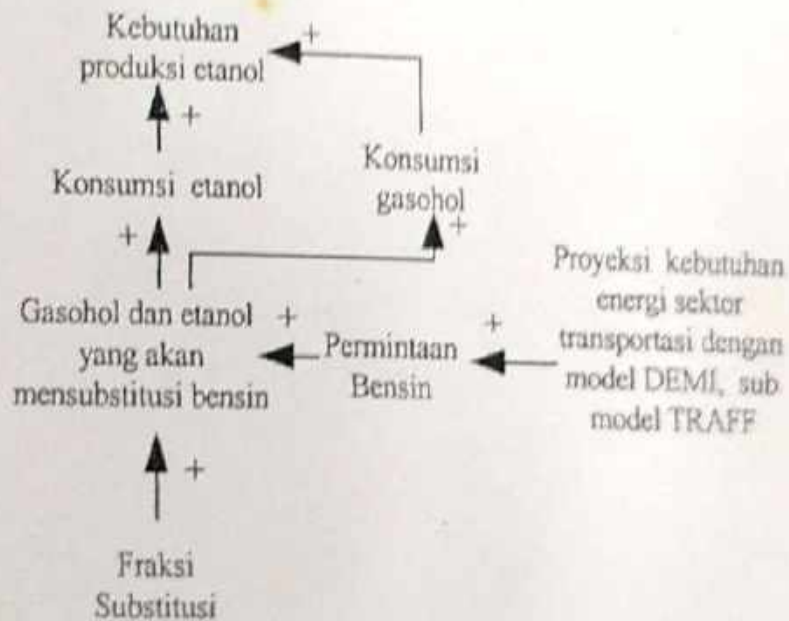 Kebutuhan
produksi etanol
+
+
Konsumsi etanol
Konsumsi
gasohol
+
+
Proyeksi kebutuhan
energi sektor
transportasi dengan
model DEMI, sub
model TRAFF
Gasohol dan etanol
yang akan
mensubstitusi bensin
+
Permintaan
Bensin
+
+
Fraksi
Substitusi